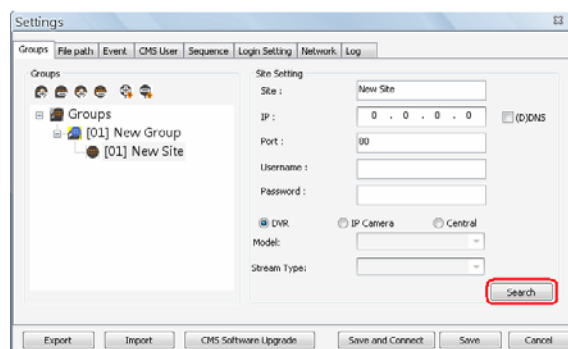 Settings
Groups File path Event CMS User Sequence Login Setting Network Log
Groups
Groups
[01] New Group
[01] New Site
Site Setting
Site : New Site
IP : 0 . 0 . 0 . 0 (D)DNS
Port : 80
Username :
Password :
DVR IP Camera Central
Model:
Stream Type:
Search
Export Import CMS Software Upgrade Save and Connect Save Cancel